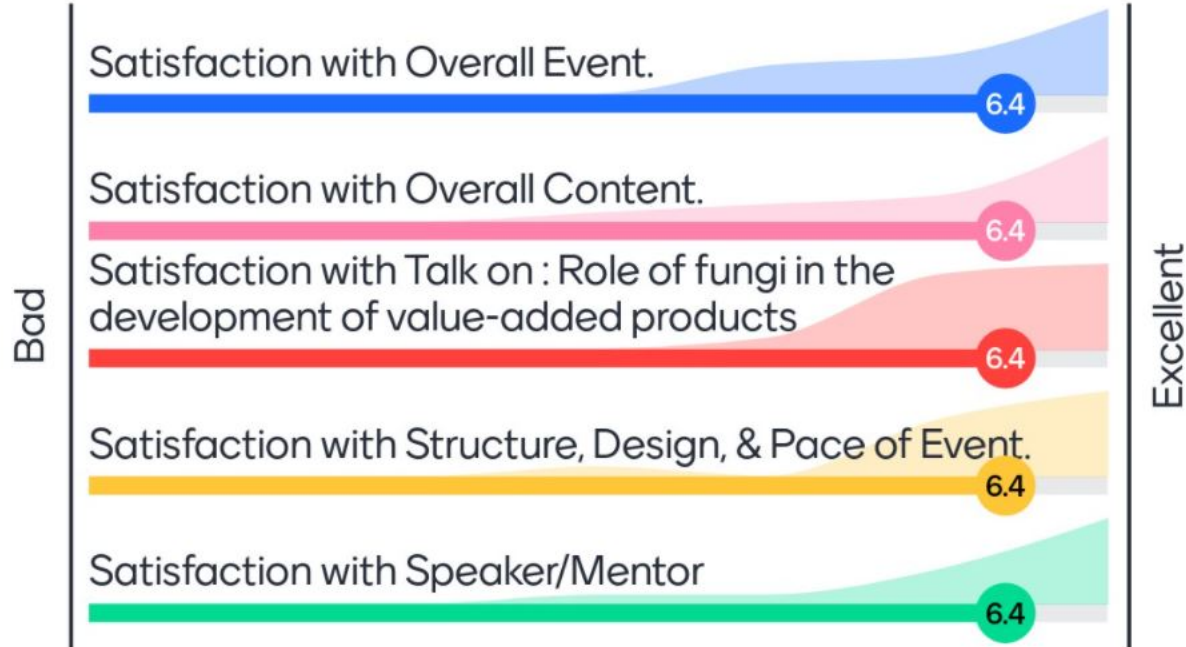 Satisfaction with Overall Event.
6.4
Satisfaction with Overall Content.
6.4
Satisfaction with Talk on : Role of fungi in the
development of value-added products
6.4
Satisfaction with Structure, Design, & Pace of Event.
6.4
Satisfaction with Speaker/Mentor
6.4
Bad
Excellent